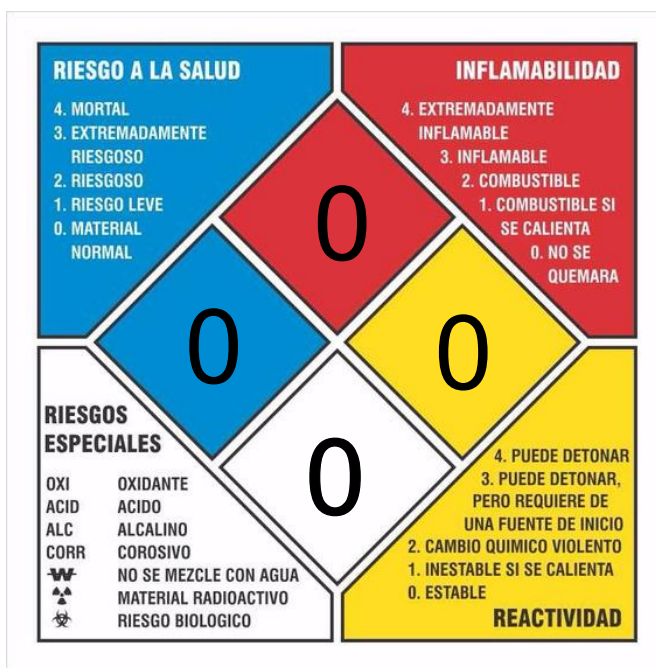 RIESGO A LA SALUD
4. MORTAL
3. EXTREMADAMENTE
RIESGOSO
2. RIESGOSO
1. RIESGO LEVE
0. MATERIAL
NORMAL
INFLAMABILIDAD
4. EXTREMADAMENTE
INFLAMABLE
3. INFLAMABLE
2. COMBUSTIBLE
1. COMBUSTIBLE SI
SE CALIENTA
0. NO SE
QUEMARA
0
0
0
0
RIESGOS
ESPECIALES
OXI OXIDANTE
ACID ACIDO
ALC ALCALINO
CORR COROSIVO
W NO SE MEZCLE CON AGUA
MATERIAL RADIOACTIVO
RIESGO BIOLOGICO
4. PUEDE DETONAR
3. PUEDE DETONAR,
PERO REQUIERE DE
UNA FUENTE DE INICIO
2. CAMBIO QUIMICO VIOLENTO
1. INESTABLE SI SE CALIENTA
0. ESTABLE
REACTIVIDAD